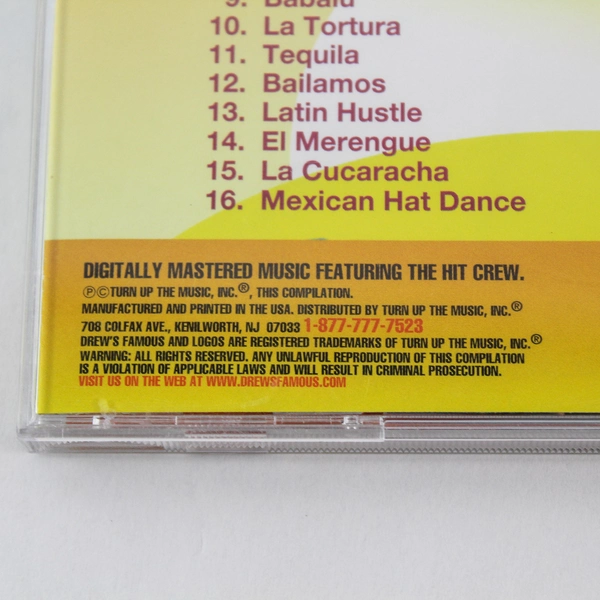 9. Babalu
10. La Tortura
11. Tequila
12. Bailamos
13. Latin Hustle
14. El Merengue
15. La Cucaracha
16. Mexican Hat Dance
DIGITALLY MASTERED MUSIC FEATURING THE HIT CREW.
ⓅⒸTURN UP THE MUSIC, INC.®, THIS COMPILATION.
MANUFACTURED AND PRINTED IN THE USA. DISTRIBUTED BY TURN UP THE MUSIC, INC.®
708 COLFAX AVE., KENILWORTH, NJ 07033 1-877-777-7523
DREW'S FAMOUS AND LOGOS ARE REGISTERED TRADEMARKS OF TURN UP THE MUSIC, INC.®
WARNING: ALL RIGHTS RESERVED. ANY UNLAWFUL REPRODUCTION OF THIS COMPILATION
IS A VIOLATION OF APPLICABLE LAWS AND WILL RESULT IN CRIMINAL PROSECUTION.
VISIT US ON THE WEB AT WWW.DREWSFAMOUS.COM